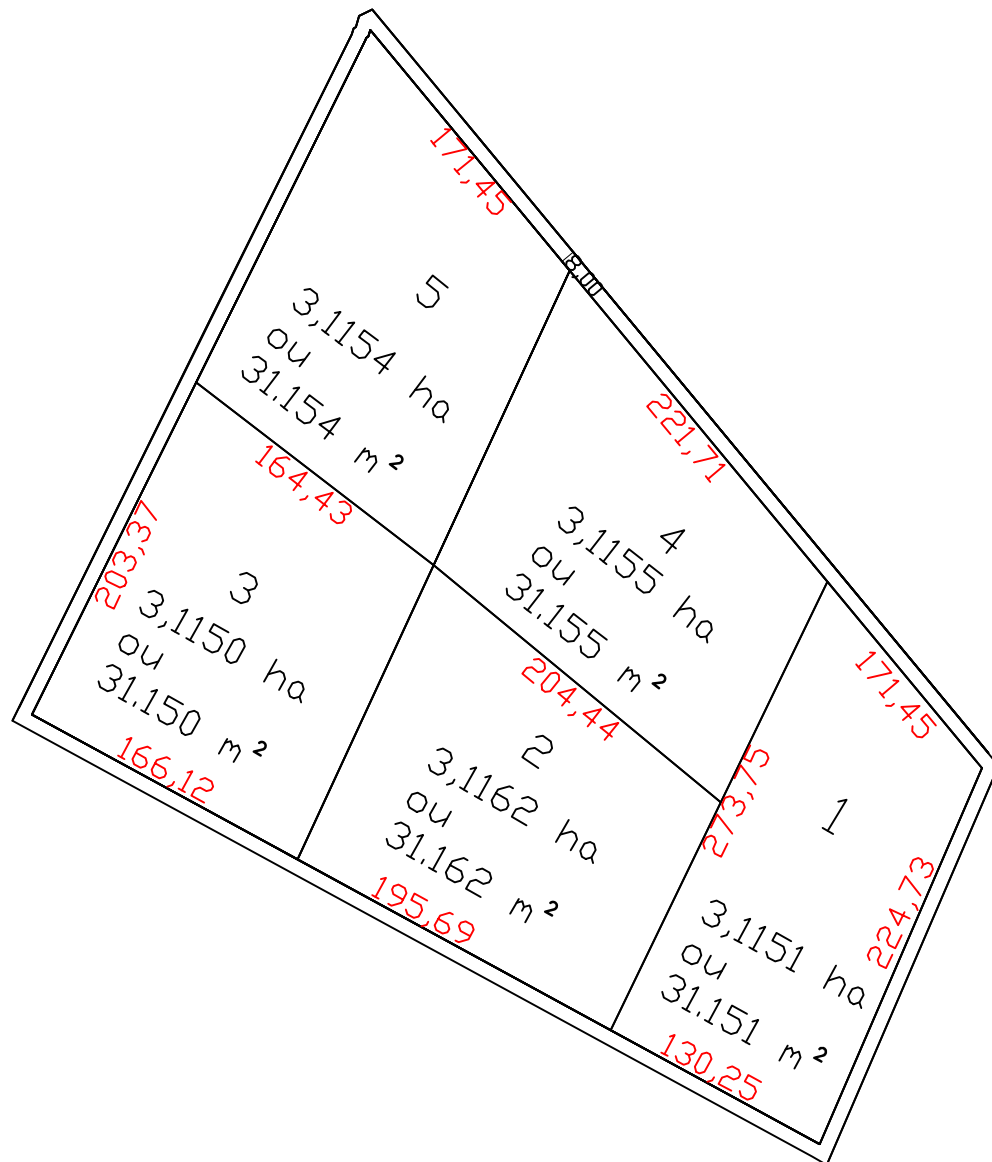 171,45
8,00
5
3,1154 ha
ou
31.154 m²
221,71
164,43
4
3,1155 ha
ou
31.155 m²
203,37
3
3,1150 ha
ou
31.150 m²
204,44
171,45
166,12
2
3,1162 ha
ou
31.162 m²
273,75
1
3,1151 ha
ou
31.151 m²
224,73
195,69
130,25